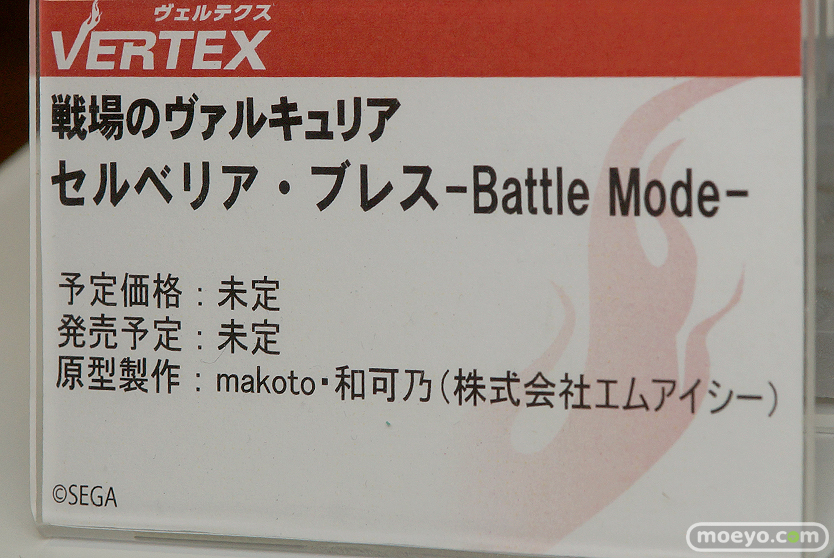 ヴェルテクス
VERTEX
戦場のヴァルキュリア
セルベリア・ブレス-Battle Mode-
予定価格：未定
発売予定：未定
原型製作：makoto・和可乃（株式会社エムアイシー）
©SEGA
moeyo.com